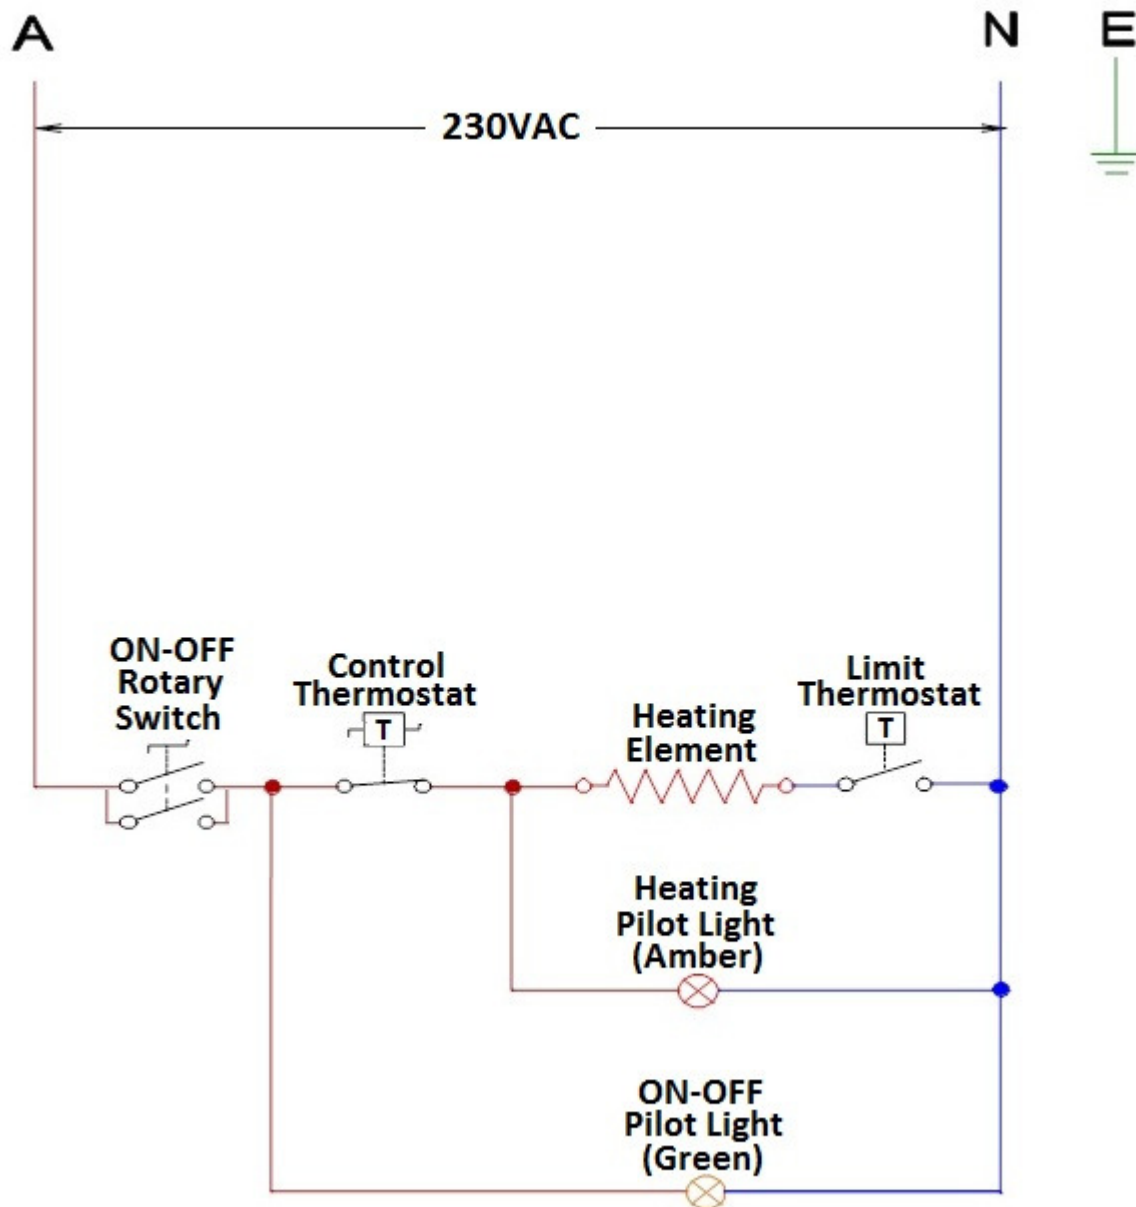 A
N
E
230VAC
ON-OFF
Rotary
Switch
Control
Thermostat
T
Heating
Element
Limit
Thermostat
T
Heating
Pilot Light
(Amber)
ON-OFF
Pilot Light
(Green)